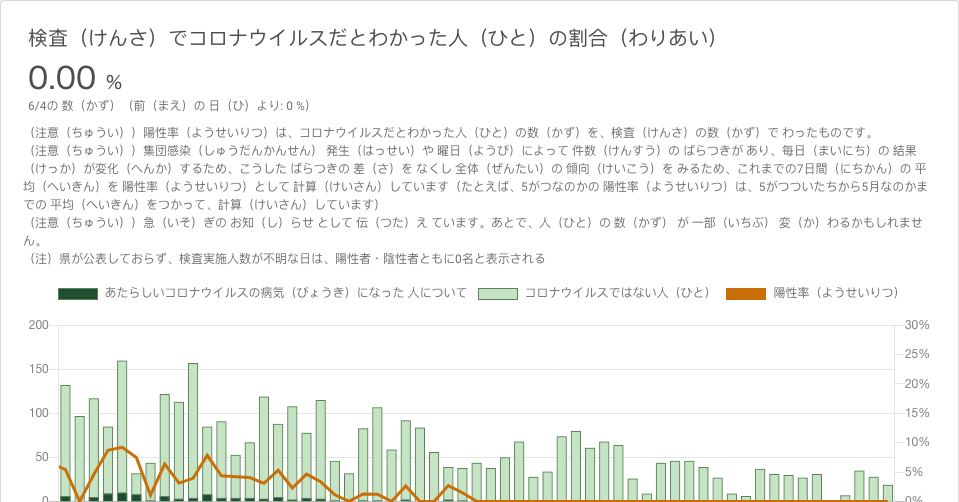 検査（けんさ）でコロナウイルスだとわかった人（ひと）の割合（わりあい）
0.00 %
6/4の 数（かず）（前（まえ）の 日（ひ）より: 0 %）
（注意（ちゅうい））陽性率（ようせいりつ）は、コロナウイルスだとわかった人（ひと）の数（かず）を、検査（けんさ）の数（かず）で わったものです。
（注意（ちゅうい））集団感染（しゅうだんかんせん） 発生（はっせい）や 曜日（ようび）によって 件数（けんすう）の ばらつきが あり、毎日（まいにち）の 結果
（けっか）が変化（へんか）するため、こうした ばらつきの 差（さ）を なくし 全体（ぜんたい）の 傾向（けいこう）を みるため、これまでの7日間（にちかん）の 平
均（へいきん）を 陽性率（ようせいりつ）として 計算（けいさん）しています（たとえば、5がつなのかの 陽性率（ようせいりつ）は、5がつついたちから5月なのかま
での 平均（へいきん）をつかって、計算（けいさん）しています）
（注意（ちゅうい））急（いそ）ぎの お知（し）らせ として 伝（つた）え ています。あとで、人（ひと）の 数（かず） が 一部（いちぶ） 変（か）わるかもしれませ
ん。
（注）県が公表しておらず、検査実施人数が不明な日は、陽性者・陰性者ともに0名と表示される
あたらしいコロナウイルスの病気（びょうき）になった 人について コロナウイルスではない人（ひと） 陽性率（ようせいりつ）
200 30%
25%
150
20%
100 15%
10%
50
5%
0 0%